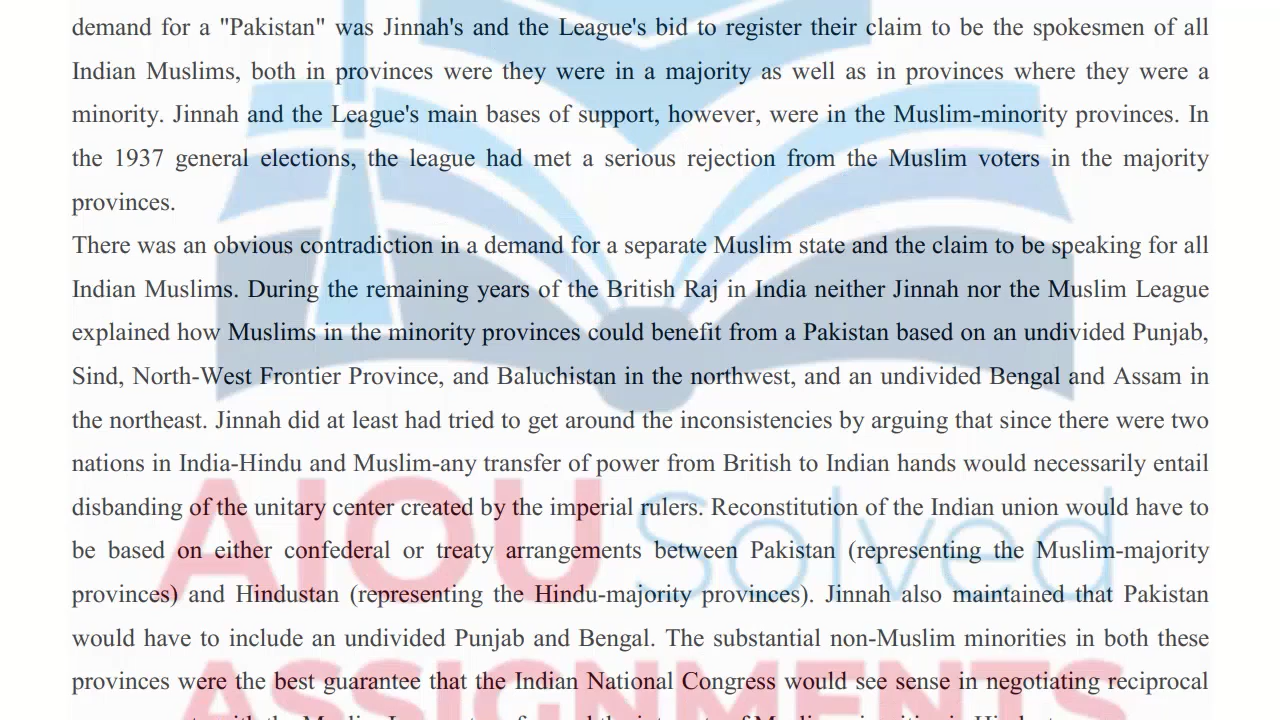 demand for a "Pakistan" was Jinnah's and the League's bid to register their claim to be the spokesmen of all
Indian Muslims, both in provinces were they were in a majority as well as in provinces where they were a
minority. Jinnah and the League's main bases of support, however, were in the Muslim-minority provinces. In
the 1937 general elections, the league had met a serious rejection from the Muslim voters in the majority
provinces.
There was an obvious contradiction in a demand for a separate Muslim state and the claim to be speaking for all
Indian Muslims. During the remaining years of the British Raj in India neither Jinnah nor the Muslim League
explained how Muslims in the minority provinces could benefit from a Pakistan based on an undivided Punjab,
Sind, North-West Frontier Province, and Baluchistan in the northwest, and an undivided Bengal and Assam in
the northeast. Jinnah did at least had tried to get around the inconsistencies by arguing that since there were two
nations in India-Hindu and Muslim-any transfer of power from British to Indian hands would necessarily entail
disbanding of the unitary center created by the imperial rulers. Reconstitution of the Indian union would have to
be based on either confederal or treaty arrangements between Pakistan (representing the Muslim-majority
provinces) and Hindustan (representing the Hindu-majority provinces). Jinnah also maintained that Pakistan
would have to include an undivided Punjab and Bengal. The substantial non-Muslim minorities in both these
provinces were the best guarantee that the Indian National Congress would see sense in negotiating reciprocal
AIOU Solved
ASSIGNMENTS